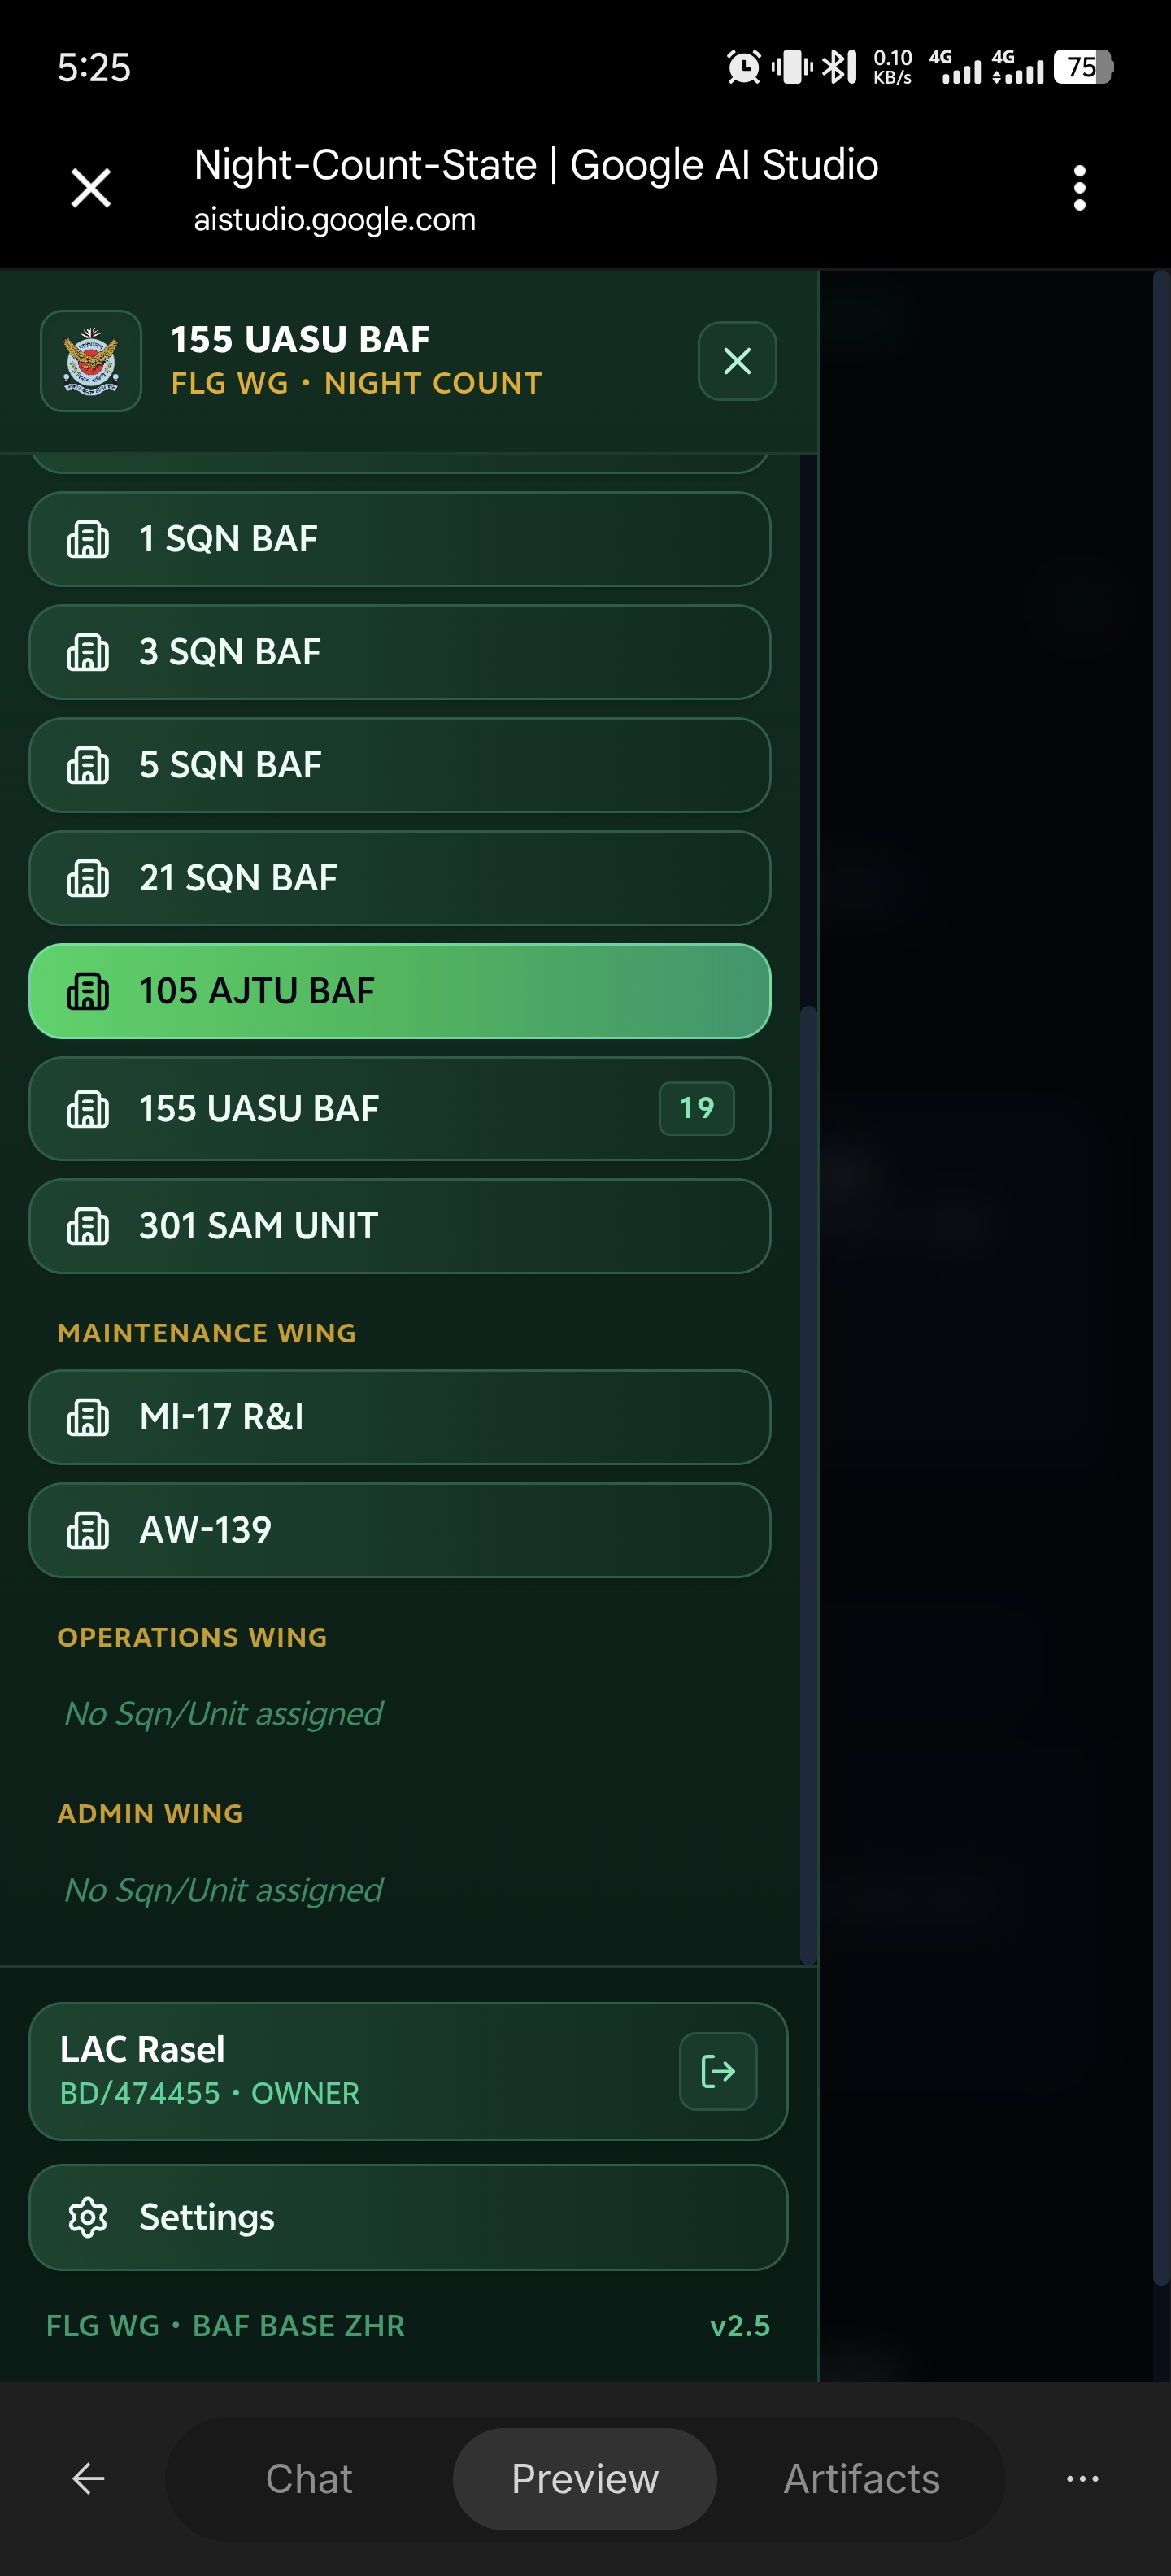 5:25
0.10 KB/s
4G
4G
75
Night-Count-State | Google AI Studio
aistudio.google.com
155 UASU BAF
FLG WG • NIGHT COUNT
1 SQN BAF
3 SQN BAF
5 SQN BAF
21 SQN BAF
105 AJTU BAF
155 UASU BAF
19
301 SAM UNIT
MAINTENANCE WING
MI-17 R&I
AW-139
OPERATIONS WING
No Sqn/Unit assigned
ADMIN WING
No Sqn/Unit assigned
LAC Rasel
BD/474455 • OWNER
Settings
FLG WG • BAF BASE ZHR
v2.5
Chat
Preview
Artifacts